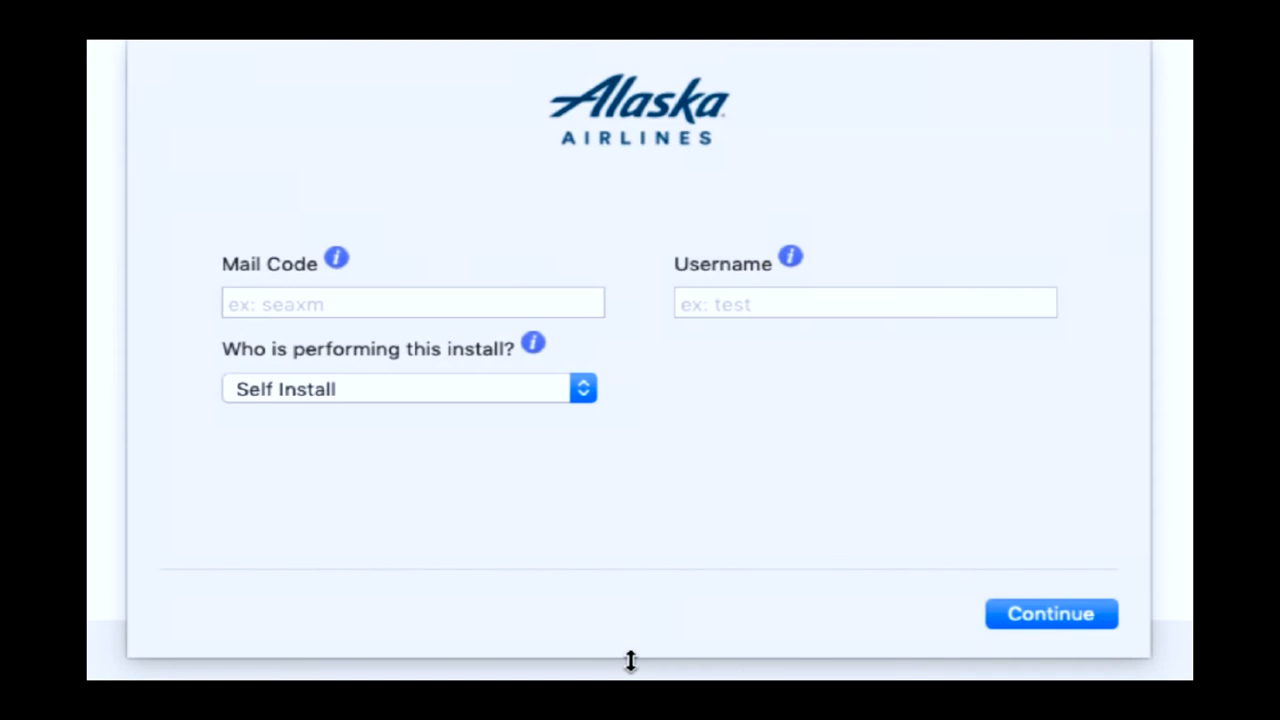 Alaska
AIRLINES
Mail Code
Username
ex: seaxm
ex: test
Who is performing this install?
Self Install
Continue